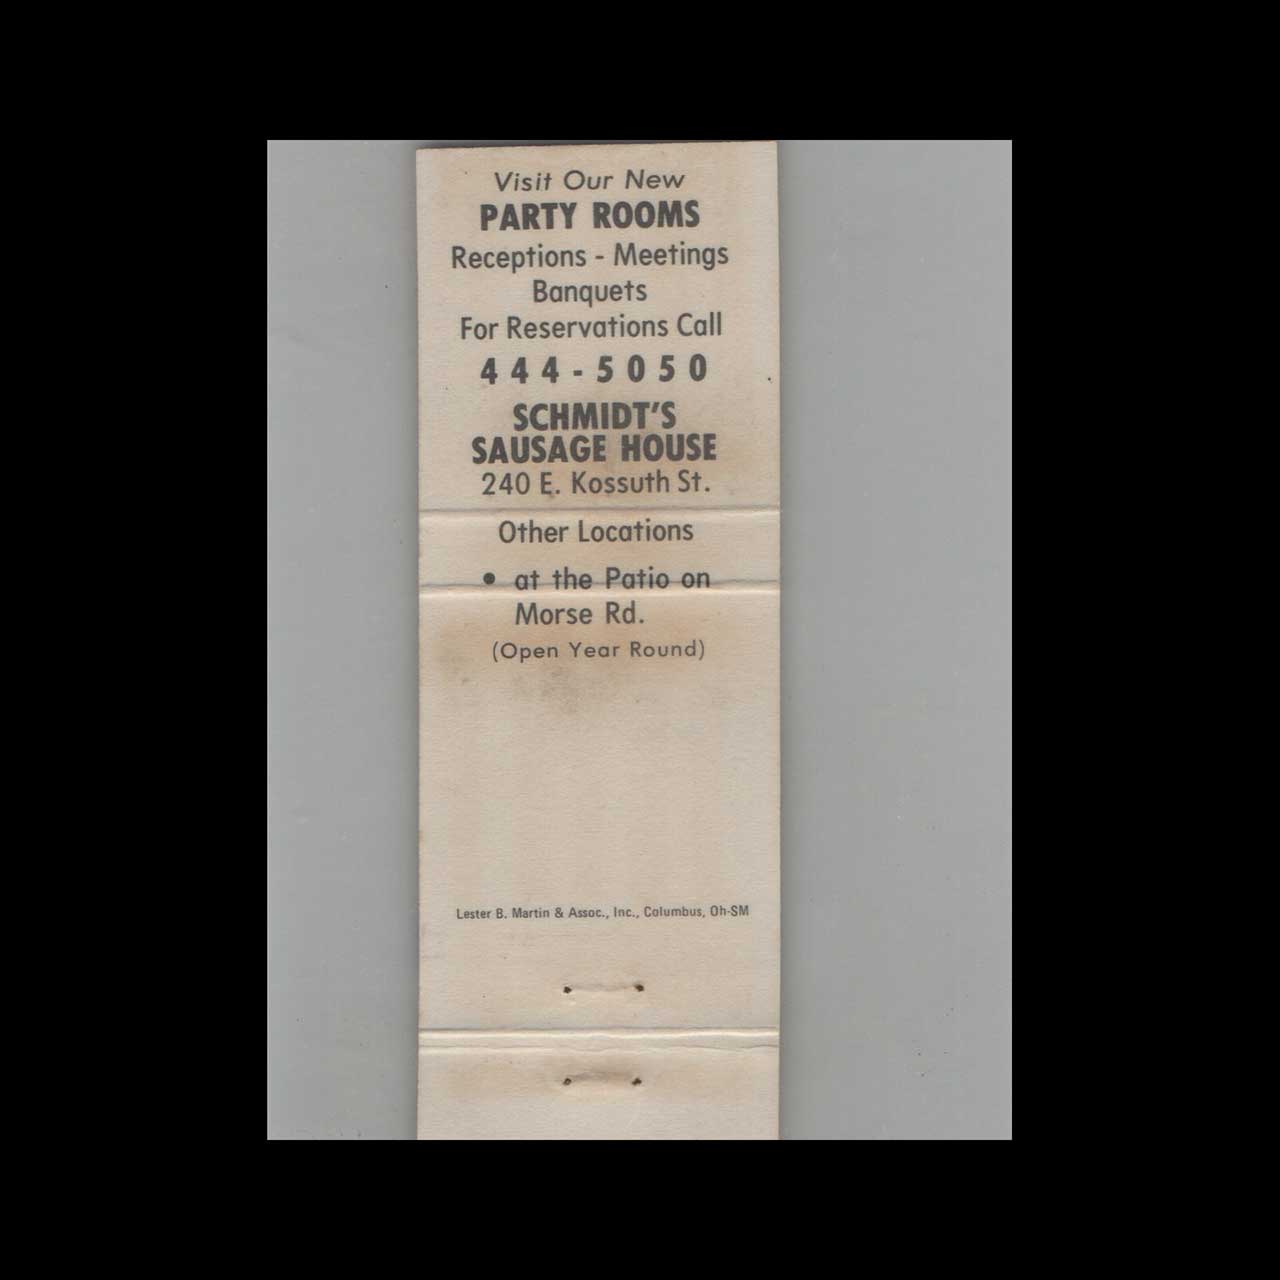 Visit Our New
PARTY ROOMS
Receptions - Meetings
Banquets
For Reservations Call
444-5050
SCHMIDT'S
SAUSAGE HOUSE
240 E. Kossuth St.
Other Locations
• at the Patio on
Morse Rd.
(Open Year Round)
Lester B. Martin & Assoc., Inc., Columbus, Oh-SM